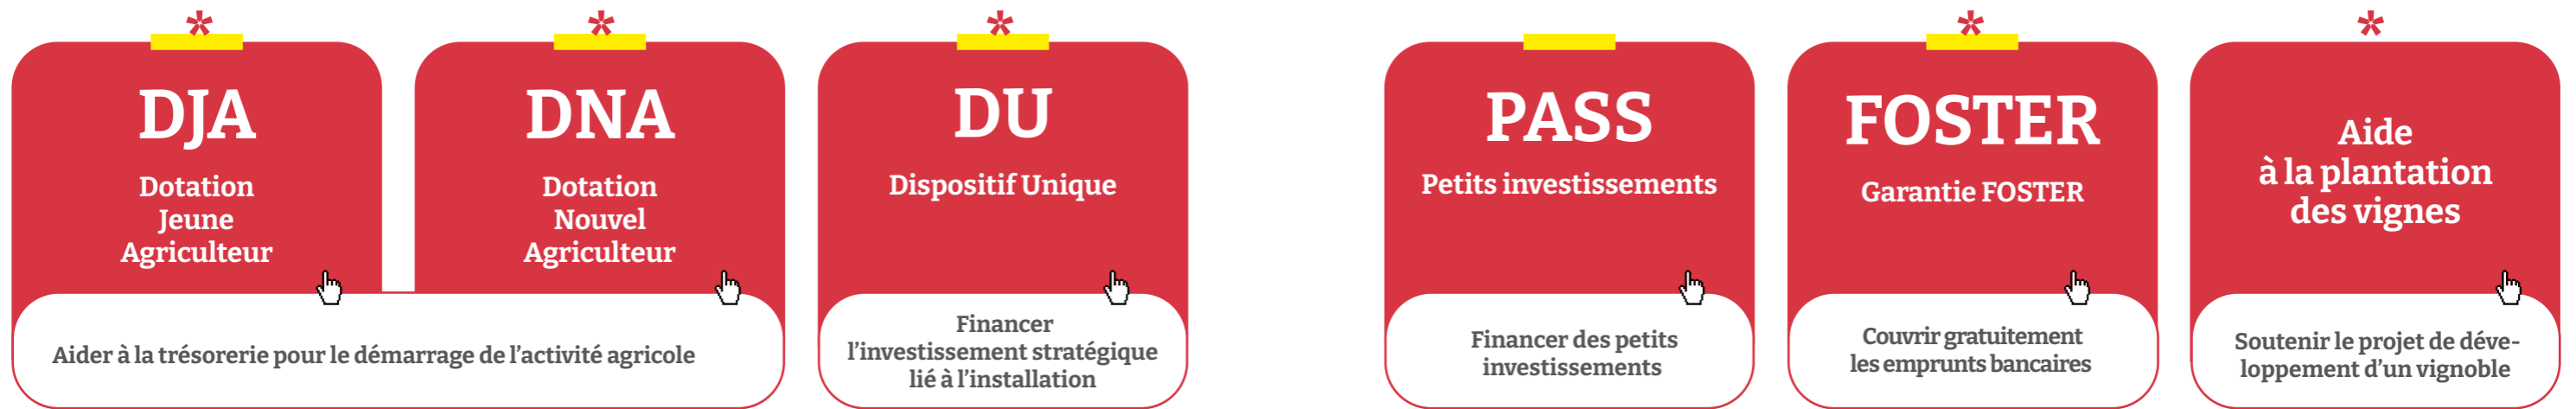 *
DJA
Dotation
Jeune
Agriculteur
*
DNA
Dotation
Nouvel
Agriculteur
Aider à la trésorerie pour le démarrage de l’activité agricole
*
DU
Dispositif Unique
Financer
l’investissement stratégique
lié à l’installation
PASS
Petits investissements
Financer des petits
investissements
*
FOSTER
Garantie FOSTER
Couvrir gratuitement
les emprunts bancaires
*
Aide
à la plantation
des vignes
Soutenir le projet de déve-
loppement d’un vignoble